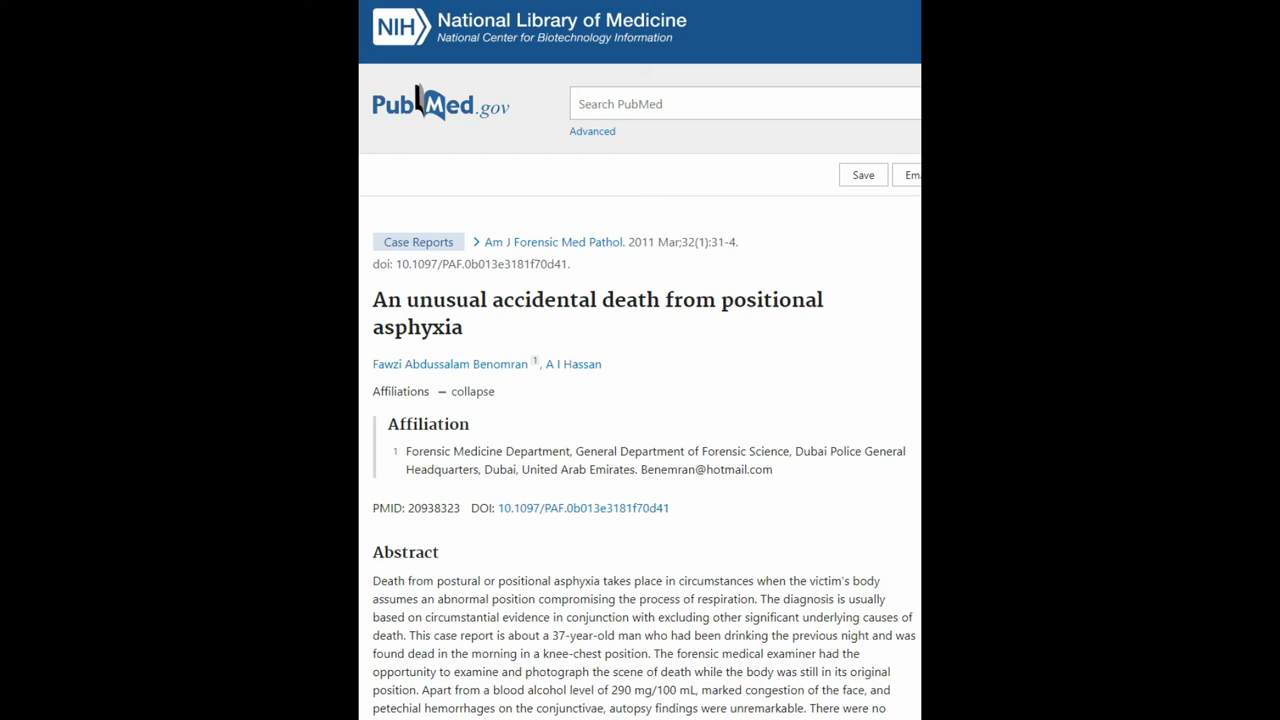 NIH
National Library of Medicine
National Center for Biotechnology Information
PubMed.gov
Search PubMed
Advanced
Save
Em
Case Reports > Am J Forensic Med Pathol. 2011 Mar;32(1):31-4.
doi: 10.1097/PAF.0b013e3181f70d41.
An unusual accidental death from positional
asphyxia
Fawzi Abdussalam Benomran 1, A I Hassan
Affiliations − collapse
Affiliation
1 Forensic Medicine Department, General Department of Forensic Science, Dubai Police General
Headquarters, Dubai, United Arab Emirates. Benemran@hotmail.com
PMID: 20938323 DOI: 10.1097/PAF.0b013e3181f70d41
Abstract
Death from postural or positional asphyxia takes place in circumstances when the victim's body
assumes an abnormal position compromising the process of respiration. The diagnosis is usually
based on circumstantial evidence in conjunction with excluding other significant underlying causes of
death. This case report is about a 37-year-old man who had been drinking the previous night and was
found dead in the morning in a knee-chest position. The forensic medical examiner had the
opportunity to examine and photograph the scene of death while the body was still in its original
position. Apart from a blood alcohol level of 290 mg/100 mL, marked congestion of the face, and
petechial hemorrhages on the conjunctivae, autopsy findings were unremarkable. There were no